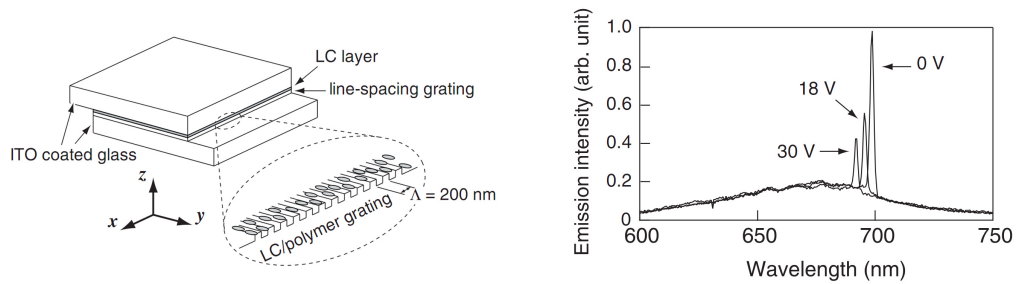 LC layer
line-spacing grating
ITO coated glass
z
x
y
Λ = 200 nm
LC/polymer grating
Emission intensity (arb. unit)
1.0
0.8
0.6
0.4
0.2
0
0 V
18 V
30 V
600
650
700
750
Wavelength (nm)